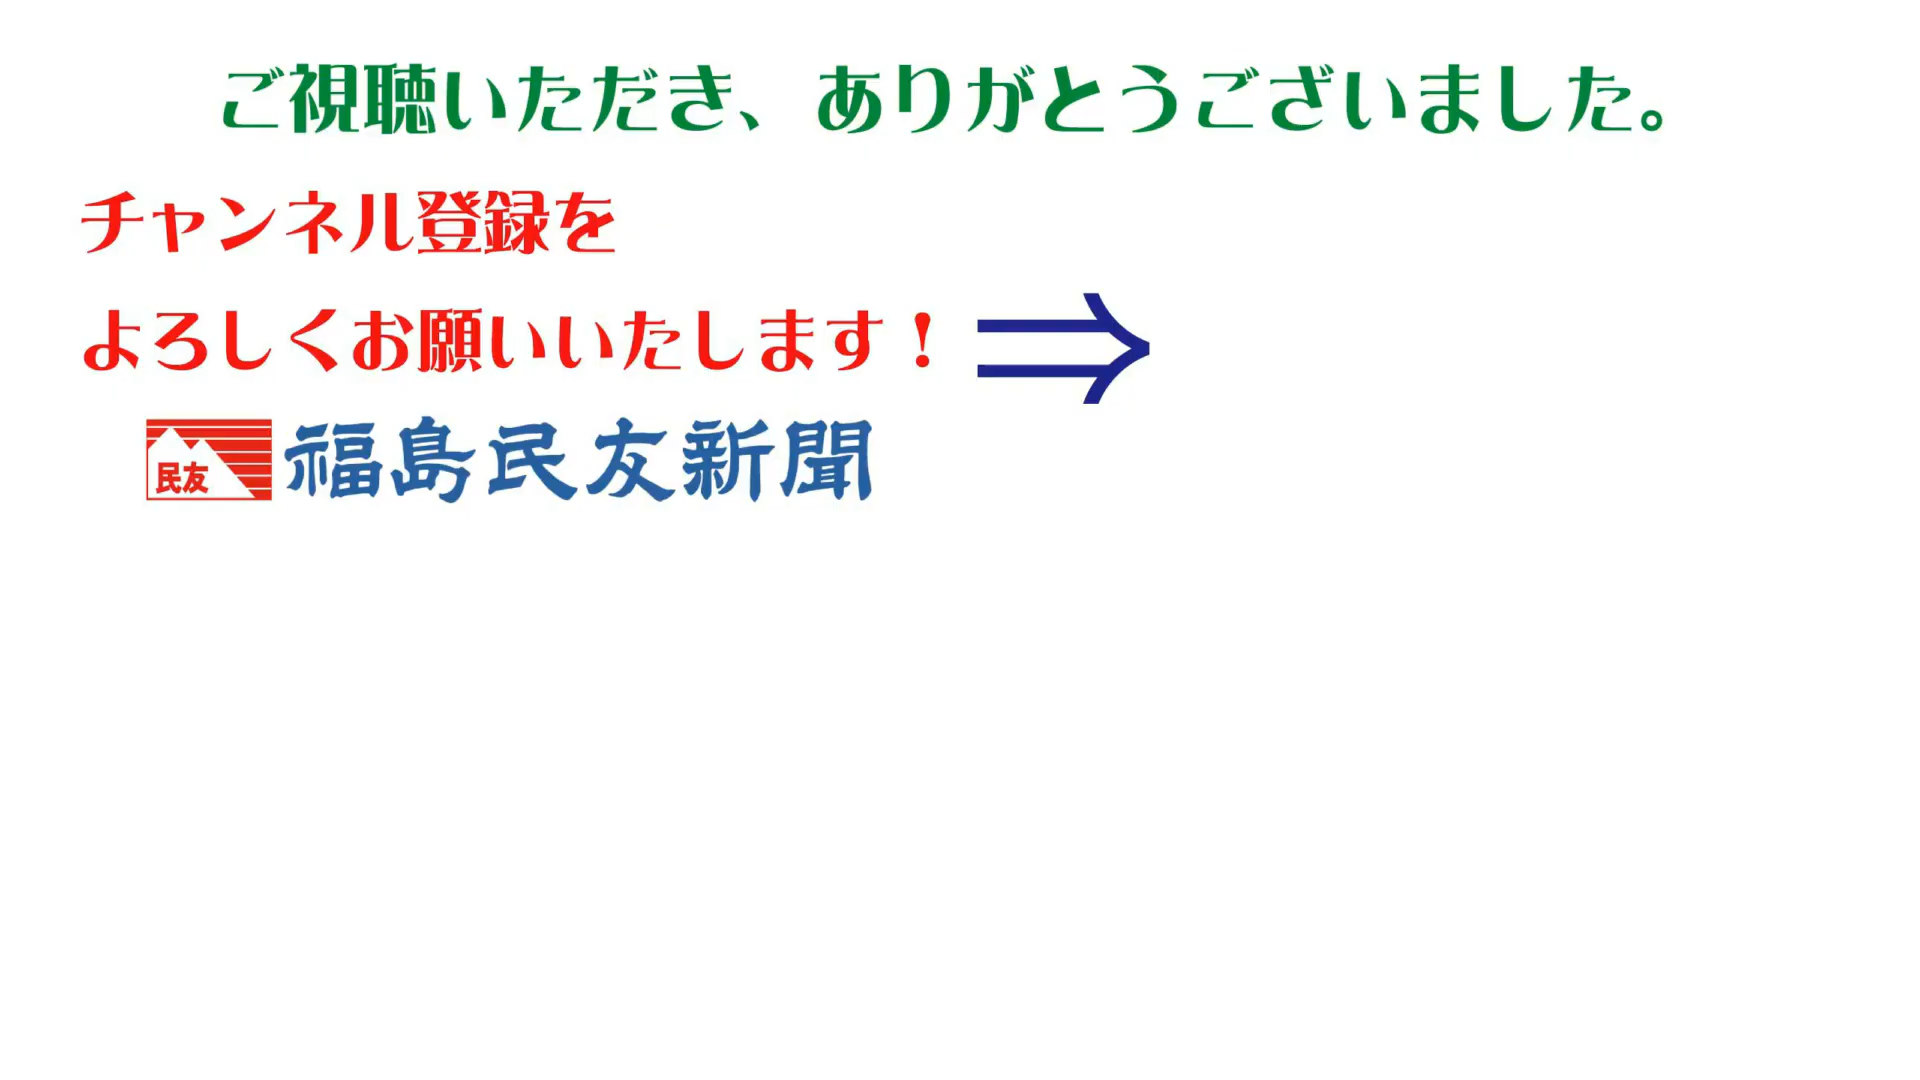 ご視聴いただき、ありがとうございました。
チャンネル登録を
よろしくお願いいたします！⇒
民友 福島民友新聞